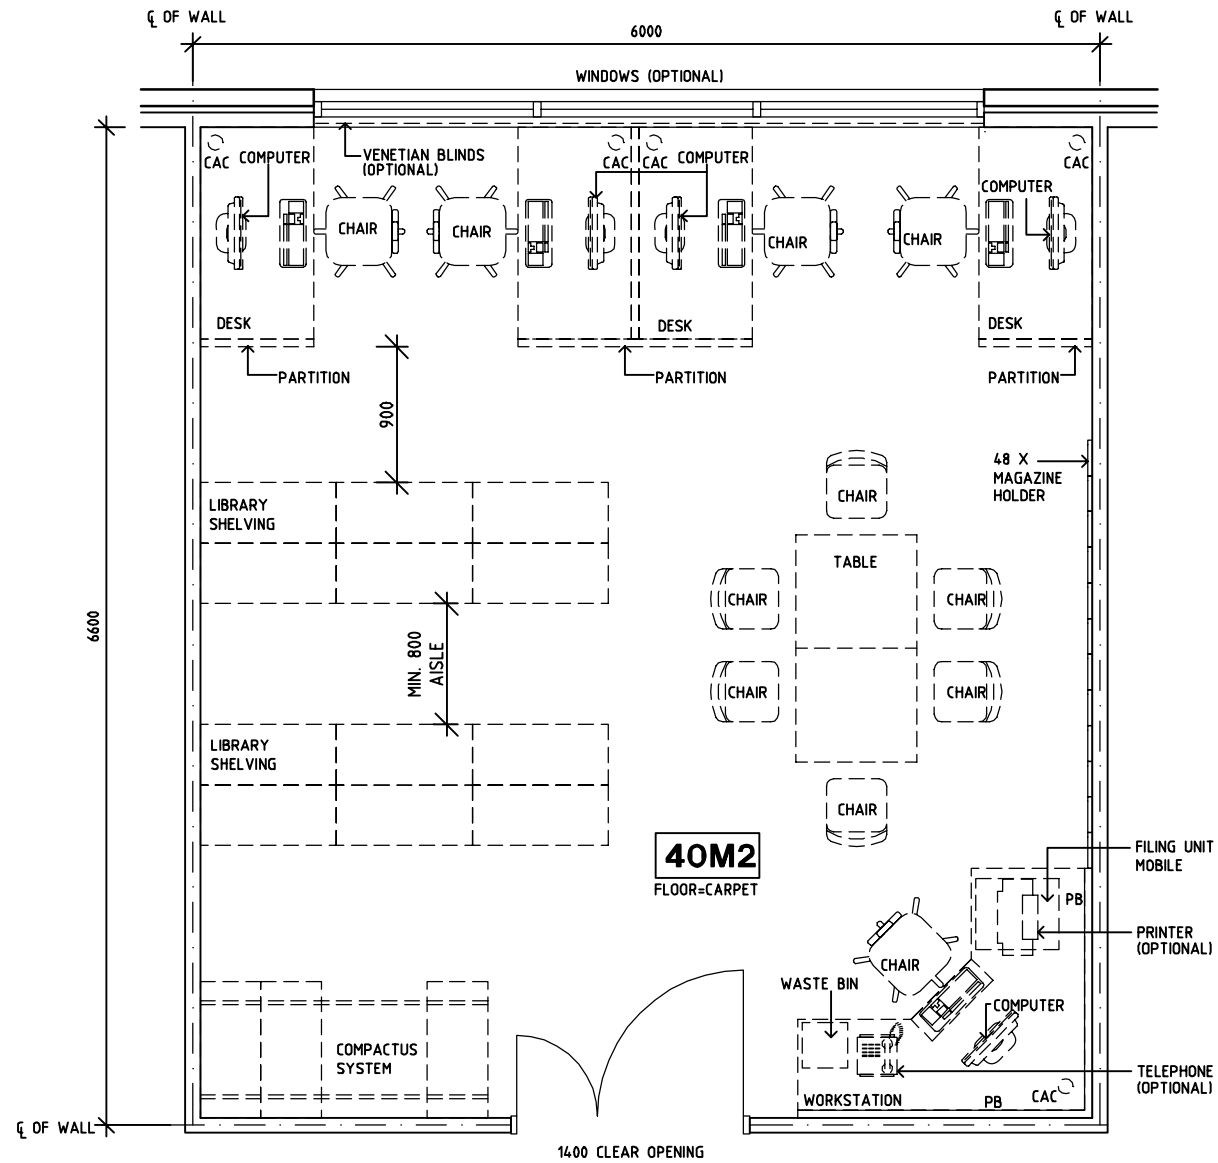 ℄ OF WALL
℄ OF WALL
6000
WINDOWS (OPTIONAL)
CAC
COMPUTER
VENETIAN BLINDS
(OPTIONAL)
CAC
CAC
COMPUTER
CAC
COMPUTER
CHAIR
CHAIR
CHAIR
CHAIR
DESK
DESK
DESK
PARTITION
PARTITION
PARTITION
900
48 X
MAGAZINE
HOLDER
LIBRARY
SHELVING
CHAIR
TABLE
CHAIR
CHAIR
6600
MIN. 800
AISLE
CHAIR
CHAIR
LIBRARY
SHELVING
CHAIR
40M2
FLOOR=CARPET
FILING UNIT
MOBILE
PB
PRINTER
(OPTIONAL)
CHAIR
WASTE BIN
COMPUTER
COMPACTUS
SYSTEM
TELEPHONE
(OPTIONAL)
CAC
WORKSTATION
PB
℄ OF WALL
1400 CLEAR OPENING